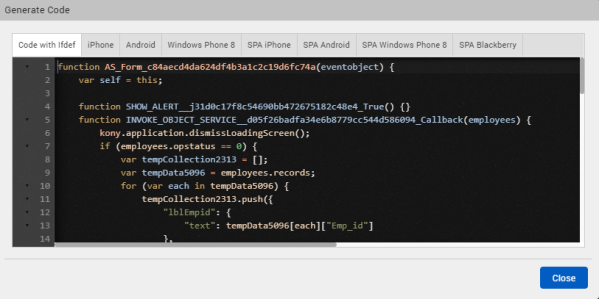 Generate Code
Code with Ifdef iPhone Android Windows Phone 8 SPA iPhone SPA Android SPA Windows Phone 8 SPA Blackberry
1 function AS_Form_c84aecd4da624df4b3a1c2c19d6fc74a(eventobject) {
2 var self = this;
3
4 function SHOW_ALERT__j31d0c17f8c54690bb472675182c48e4_True() {}
5 function INVOKE_OBJECT_SERVICE__d05f26badfa34e6b8779cc544d586094_Callback(employees) {
6 kony.application.dismissLoadingScreen();
7 if (employees.opstatus == 0) {
8 var tempCollection2313 = [];
9 var tempData5096 = employees.records;
10 for (var each in tempData5096) {
11 tempCollection2313.push({
12 "lblEmpid": {
13 "text": tempData5096[each]["Emp_id"]
14 },
Close